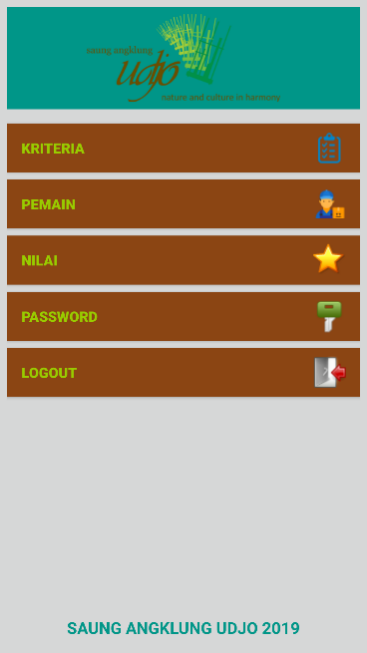 saung angklung
udjo
nature and culture in harmony
KRITERIA
PEMAIN
NILAI
PASSWORD
LOGOUT
SAUNG ANGKLUNG UDJO 2019